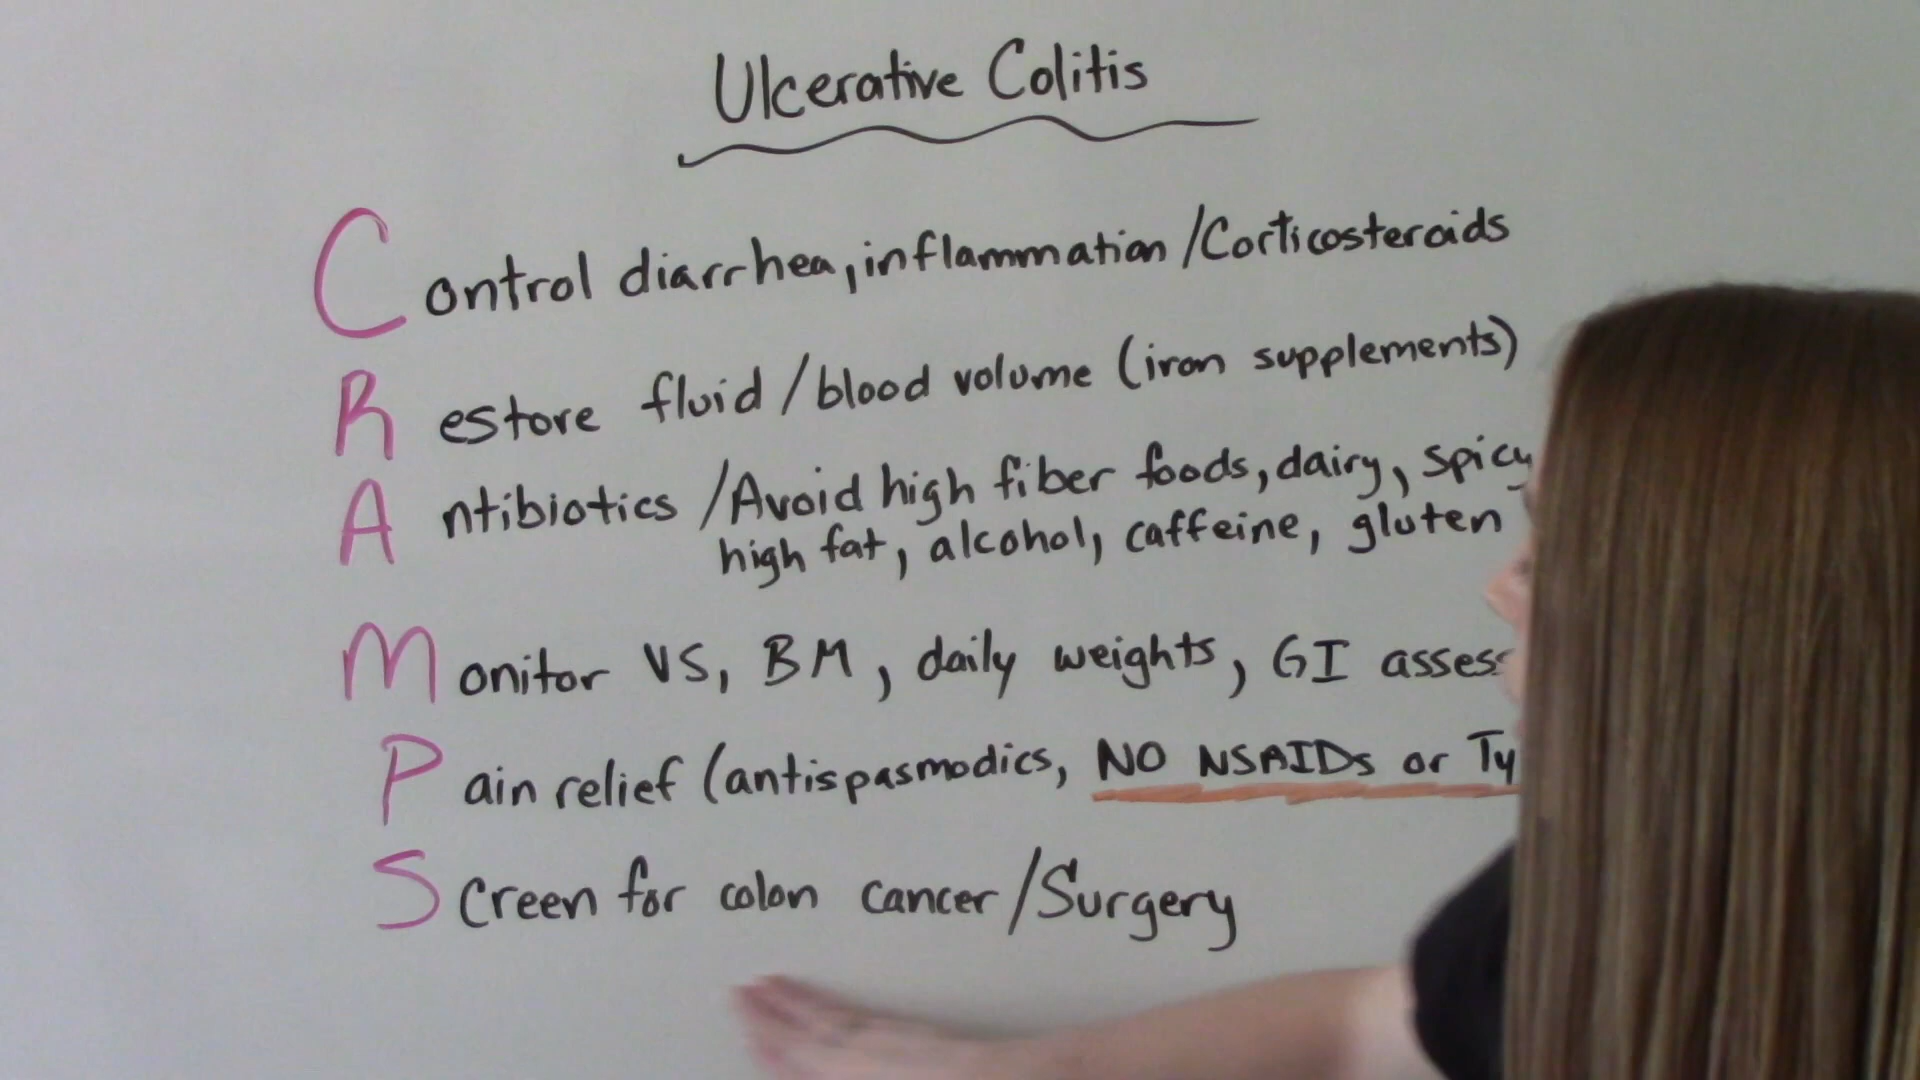 Ulcerative Colitis
Control diarrhea, inflammation /Corticosteroids
Restore fluid/blood volume (iron supplements)
Antibiotics /Avoid high fiber foods, dairy, spicy
high fat, alcohol, caffeine, gluten
Monitor VS, BM, daily weights, GI
Pain relief (antispasmodics, NO NSAIDs or
Screen for colon cancer/Surgery